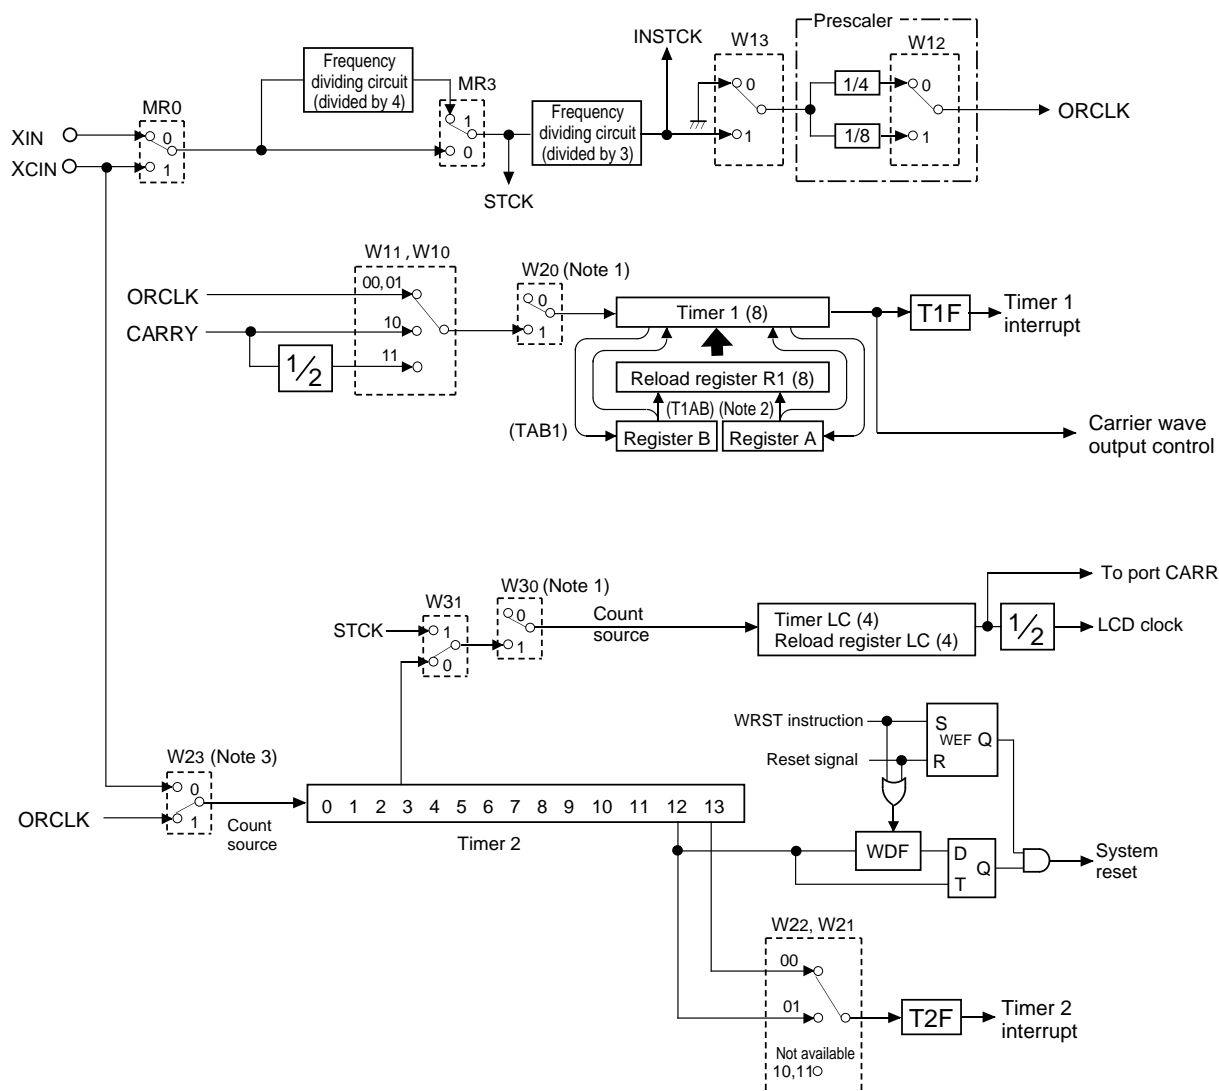 Prescaler
INSTCK
W13
W12
Frequency
dividing circuit
(divided by 4)
MR3
MR0
Frequency
dividing circuit
(divided by 3)
XIN
0
1
XCIN
1
0
STCK
0
1
1/4
1/8
0
1
ORCLK
W11 , W10
W20 (Note 1)
ORCLK
00,01
0
1
CARRY
10
11
1/2
Timer 1 (8)
T1F
Timer 1
interrupt
Reload register R1 (8)
(T1AB) (Note 2)
(TAB1)
Register B
Register A
Carrier wave
output control
W31
W30 (Note 1)
STCK
1
0
0
1
Count
source
Timer LC (4)
Reload register LC (4)
To port CARR
1/2
LCD clock
WRST instruction
Reset signal
S
WEF
Q
R
W23 (Note 3)
0
1
ORCLK
Count
source
0 1 2 3 4 5 6 7 8 9 10 11 12 13
Timer 2
WDF
D
Q
T
System
reset
W22, W21
00
01
Not available
10,11
T2F
Timer 2
interrupt